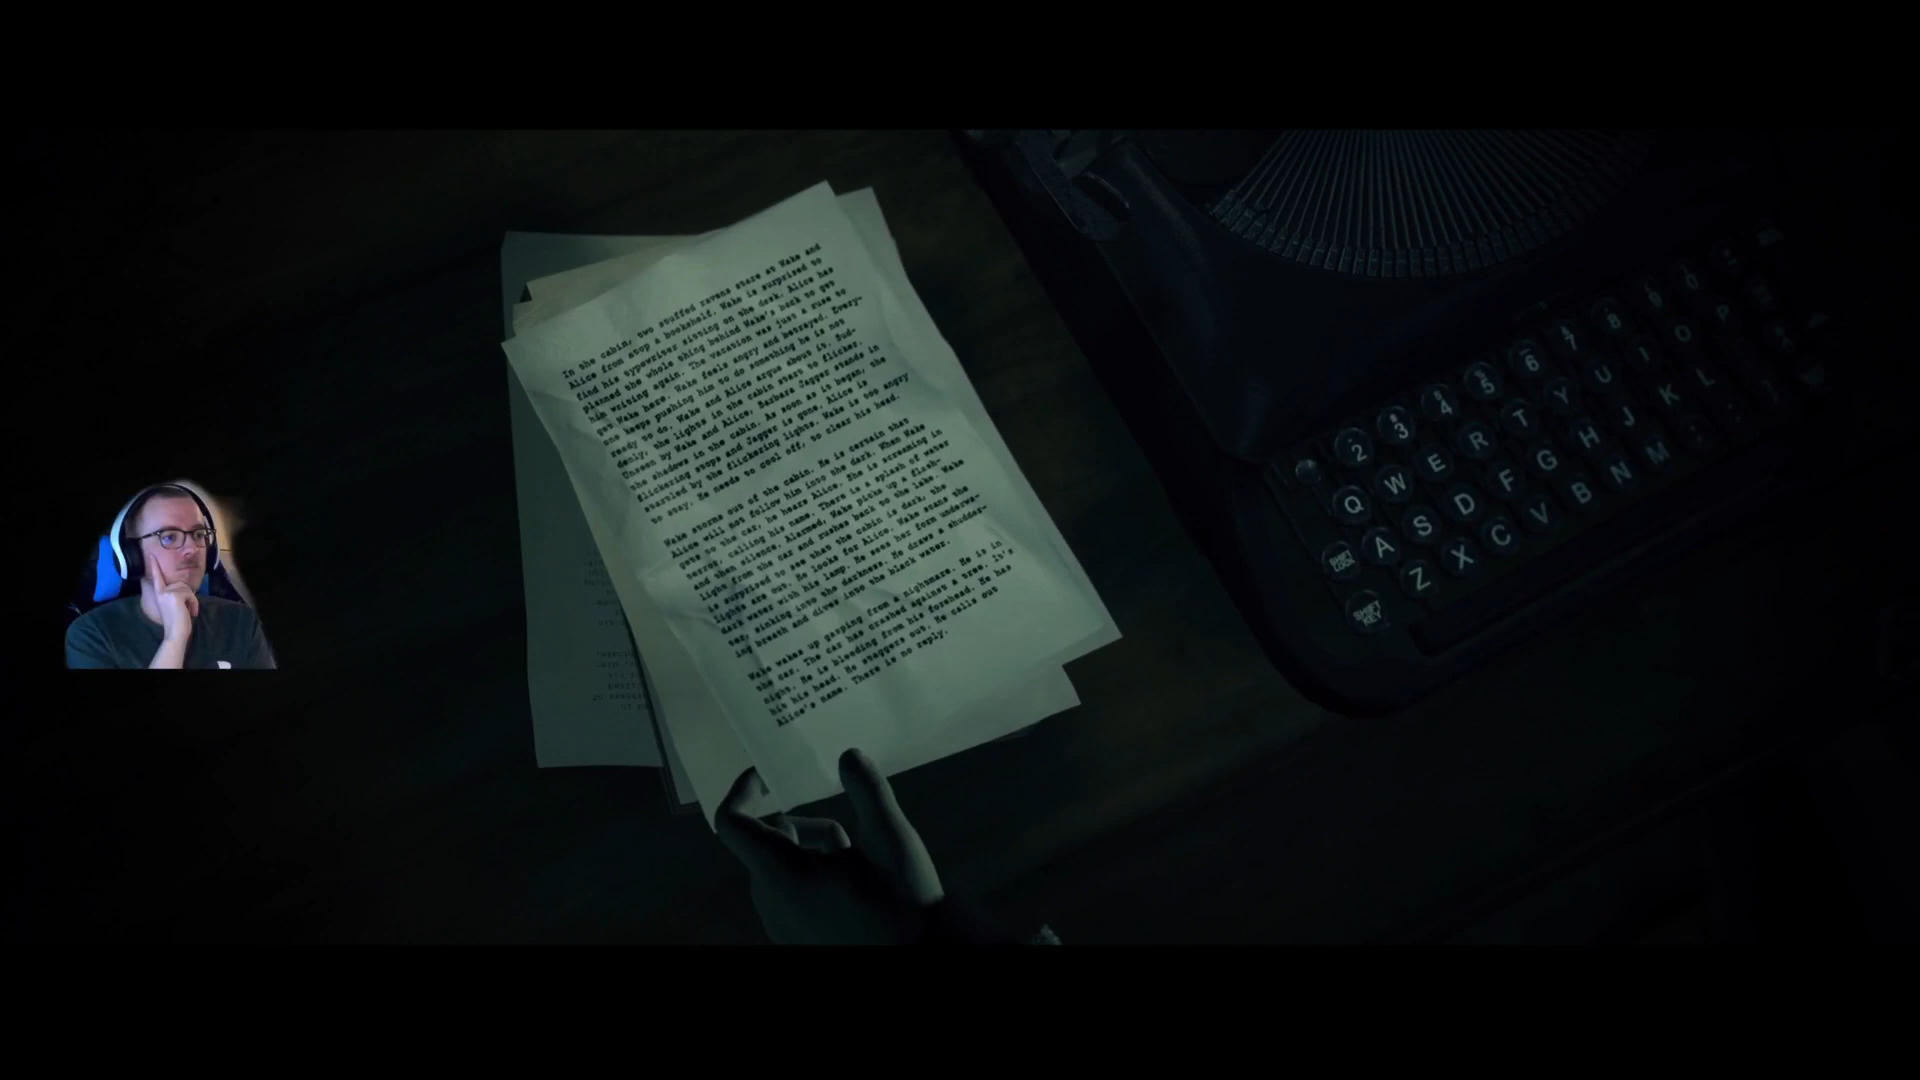 In the cabin, two stuffed ravens stare at Wake and
Alice from atop a bookshelf. Wake is surprised to
find his typewriter sitting on the desk. Alice has
planned the whole thing behind Wake's back to get
him writing again. The vacation was just a ruse to
get Wake here. Wake feels angry and betrayed. Every-
one keeps pushing him to do something he is not
ready to do. Wake and Alice argue about it. Sud-
denly, the lights in the cabin start to flicker.
Unseen by Wake and Alice, Barbara Jagger stands in
the shadows in the cabin. As soon as it began, the
flickering stops and Jagger is gone. Alice is
startled by the flickering lights. Wake is too angry
to stay. He needs to cool off, to clear his head.
Wake storms out of the cabin. He is certain that
Alice will not follow him into the dark. When Wake
gets to the car, he hears Alice. She is screaming in
terror, calling his name. There is a splash of water
and then silence. Alarmed, Wake picks up a flash-
light from the car and rushes back to the lake. Wake
is surprised to see that the cabin is dark, the
lights are out. He looks for Alice. Wake scans the
dark water with his lamp. He sees her form underwa-
ter, sinking into the darkness. He draws a shudder-
ing breath and dives into the black water.
Wake wakes up gasping from a nightmare. He is in
the car. The car has crashed against a tree. It's
night. He is bleeding from his forehead. He has
hit his head. He staggers out. He calls out
Alice's name. There is no reply.
2 3 4 5 6 7 8 9 0
Q W E R T Y U I O P
SHIFT LOCK A S D F G H J K L
SHIFT KEY Z X C V B N M